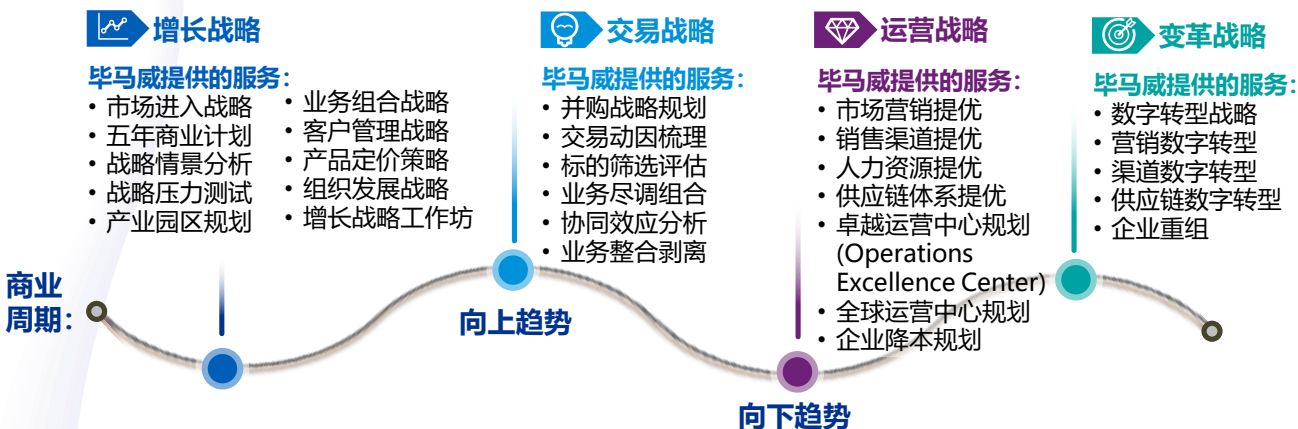 增长战略
毕马威提供的服务：
• 市场进入战略
• 五年商业计划
• 战略情景分析
• 战略压力测试
• 产业园区规划
• 业务组合战略
• 客户管理战略
• 产品定价策略
• 组织发展战略
• 增长战略工作坊
交易战略
毕马威提供的服务：
• 并购战略规划
• 交易动因梳理
• 标的筛选评估
• 业务尽调组合
• 协同效应分析
• 业务整合剥离
运营战略
毕马威提供的服务：
• 市场营销提优
• 销售渠道提优
• 人力资源提优
• 供应链体系提优
• 卓越运营中心规划
(Operations
Excellence Center)
• 全球运营中心规划
• 企业降本规划
变革战略
毕马威提供的服务：
• 数字转型战略
• 营销数字转型
• 渠道数字转型
• 供应链数字转型
• 企业重组
商业
周期：
向上趋势
向下趋势